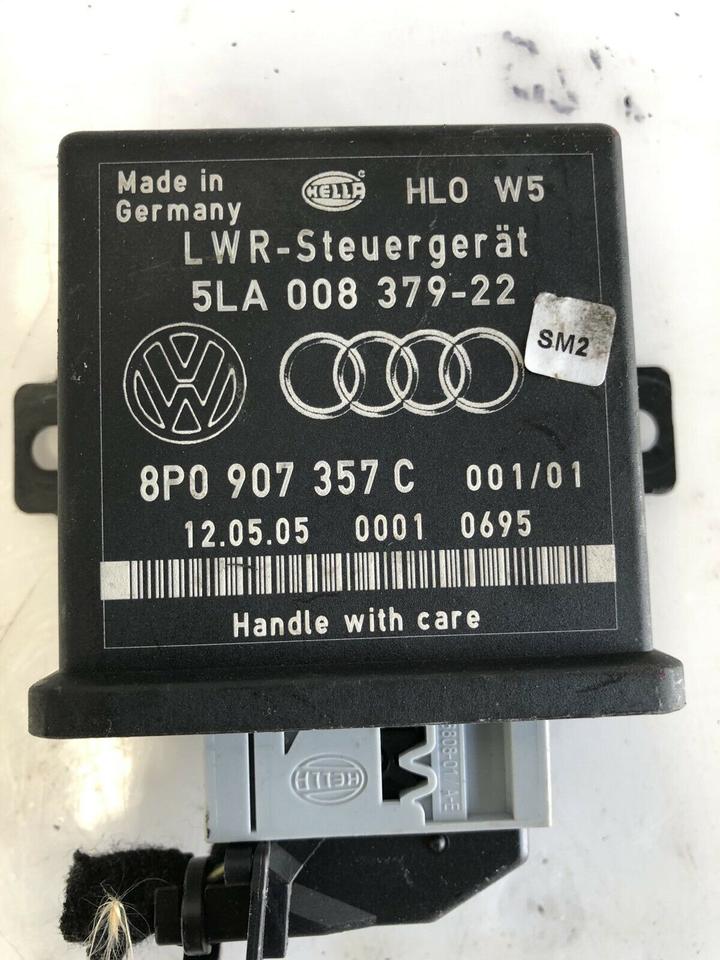 Made in
Germany
HELLA
HLO W5
LWR-Steuergerät
5LA 008 379-22
SM2
8P0 907 357 C 001/01
12.05.05 0001 0695
Handle with care
HELLA